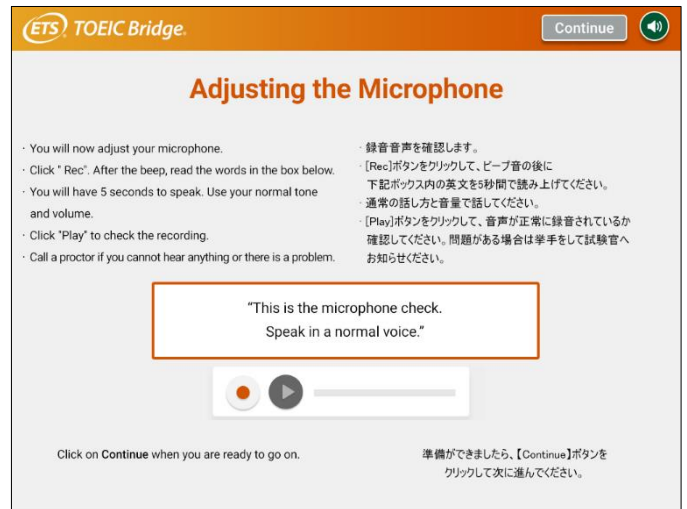 ETS TOEIC Bridge.
Continue
Adjusting the Microphone
· You will now adjust your microphone.
· Click " Rec". After the beep, read the words in the box below.
· You will have 5 seconds to speak. Use your normal tone
and volume.
· Click "Play" to check the recording.
· Call a proctor if you cannot hear anything or there is a problem.
· 録音音声を確認します。
· [Rec]ボタンをクリックして、ビープ音の後に
下記ボックス内の英文を5秒間で読み上げてください。
· 通常の話し方と音量で話してください。
· [Play]ボタンをクリックして、音声が正常に録音されているか
確認してください。問題がある場合は挙手をして試験官へ
お知らせください。
"This is the microphone check.
Speak in a normal voice."
Click on Continue when you are ready to go on.
準備ができましたら、【Continue】ボタンを
クリックして次に進んでください。